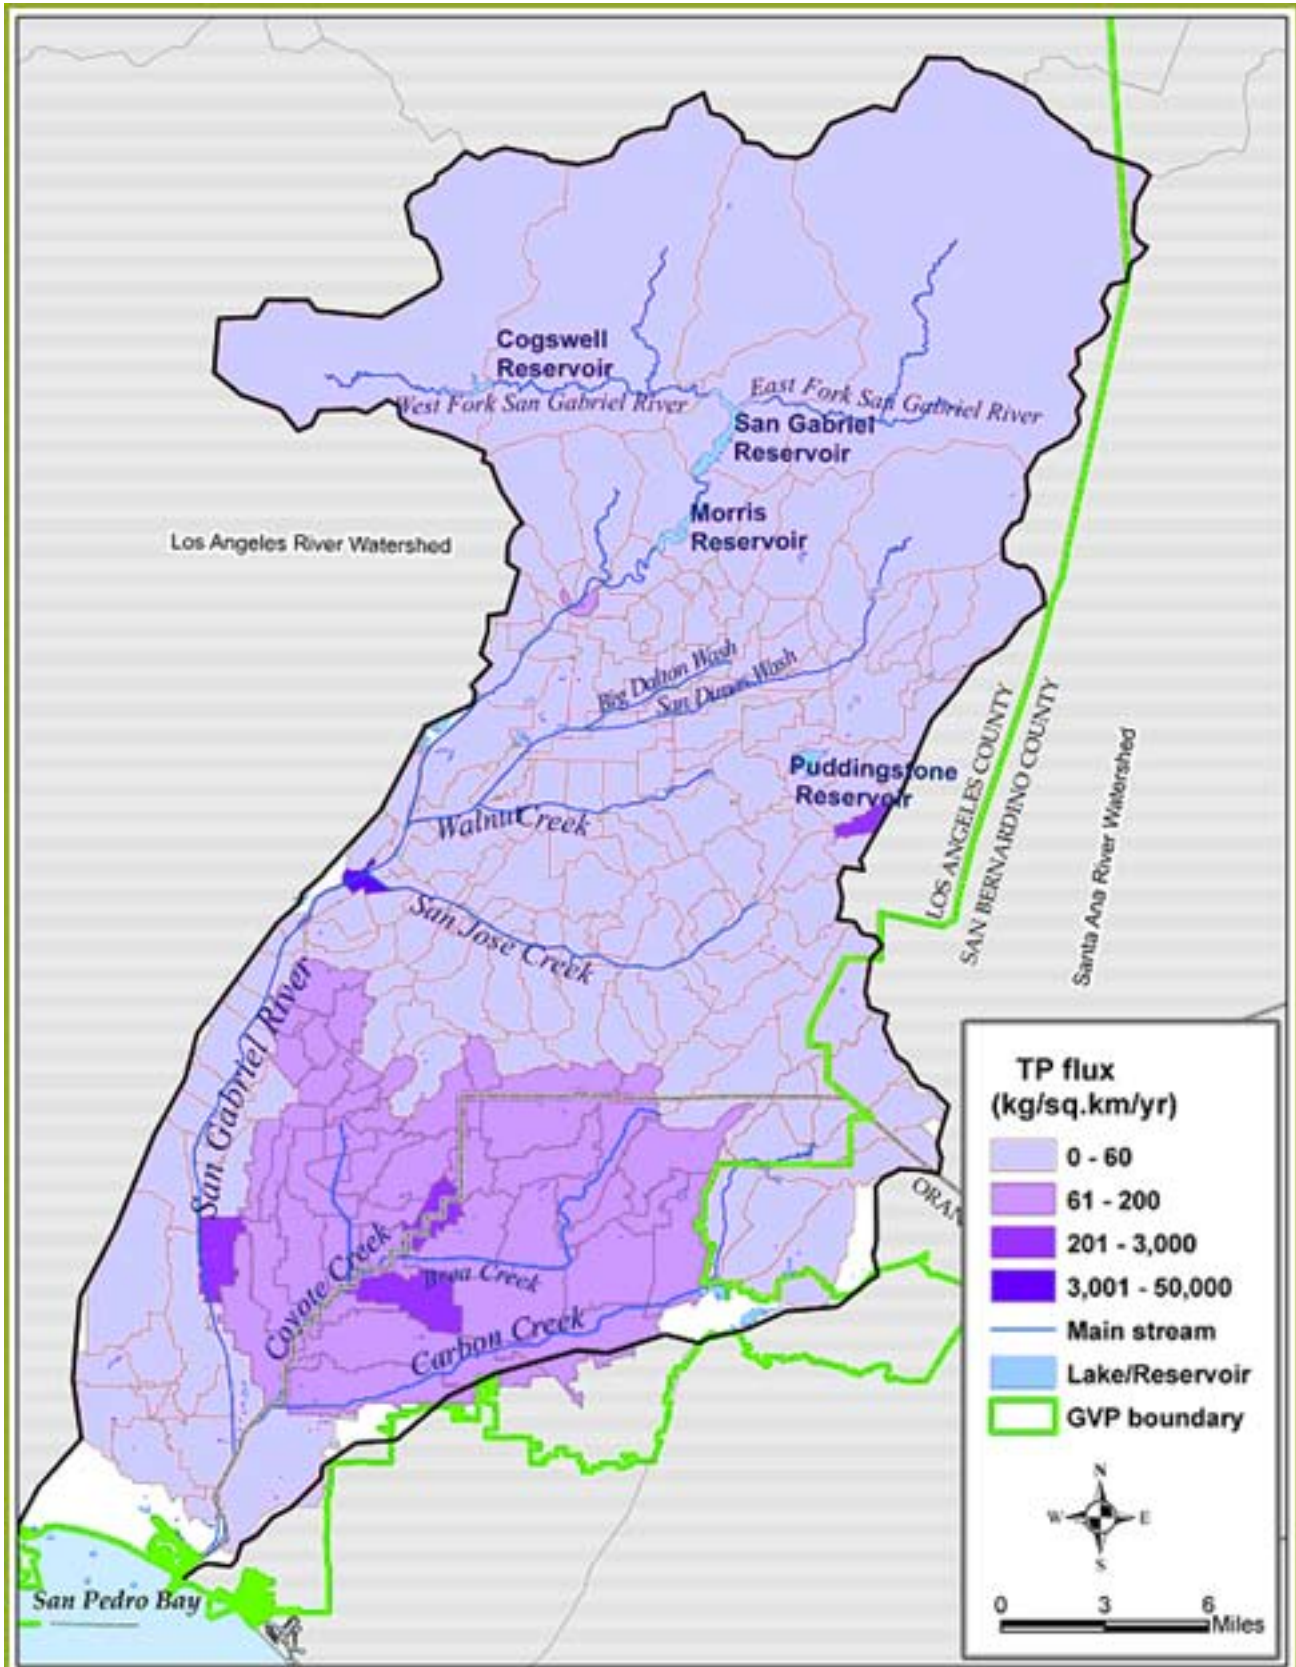 Cogswell
Reservoir
West Fork San Gabriel River
East Fork San Gabriel River
San Gabriel
Reservoir
Morris
Reservoir
Los Angeles River Watershed
Big Dalton Wash
San Dimas Wash
Puddingstone
Reservoir
Walnut Creek
LOS ANGELES COUNTY
SAN BERNARDINO COUNTY
Santa Ana River Watershed
San Jose Creek
San Gabriel River
Coyote Creek
Brea Creek
Carbon Creek
ORAN
San Pedro Bay
TP flux
(kg/sq.km/yr)
0 - 60
61 - 200
201 - 3,000
3,001 - 50,000
Main stream
Lake/Reservoir
GVP boundary
N
W E
S
0 3 6
Miles